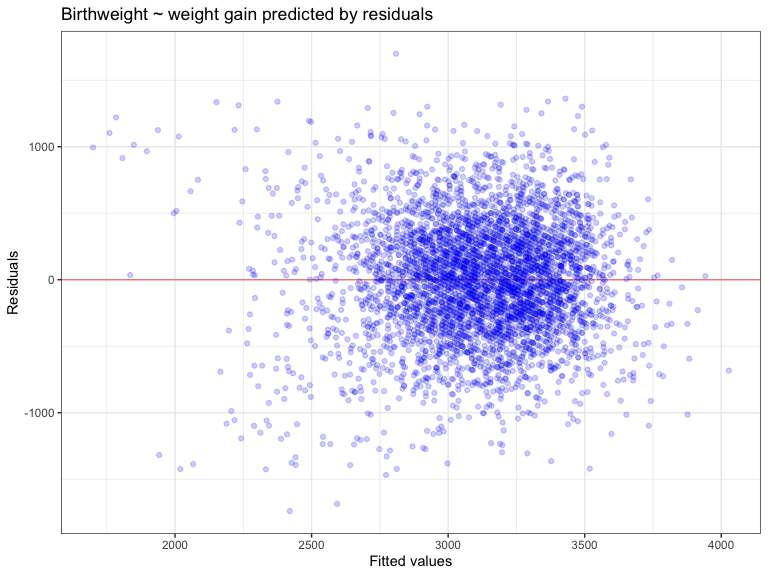 Birthweight ~ weight gain predicted by residuals
1000
0
-1000
Residuals
2000 2500 3000 3500 4000
Fitted values